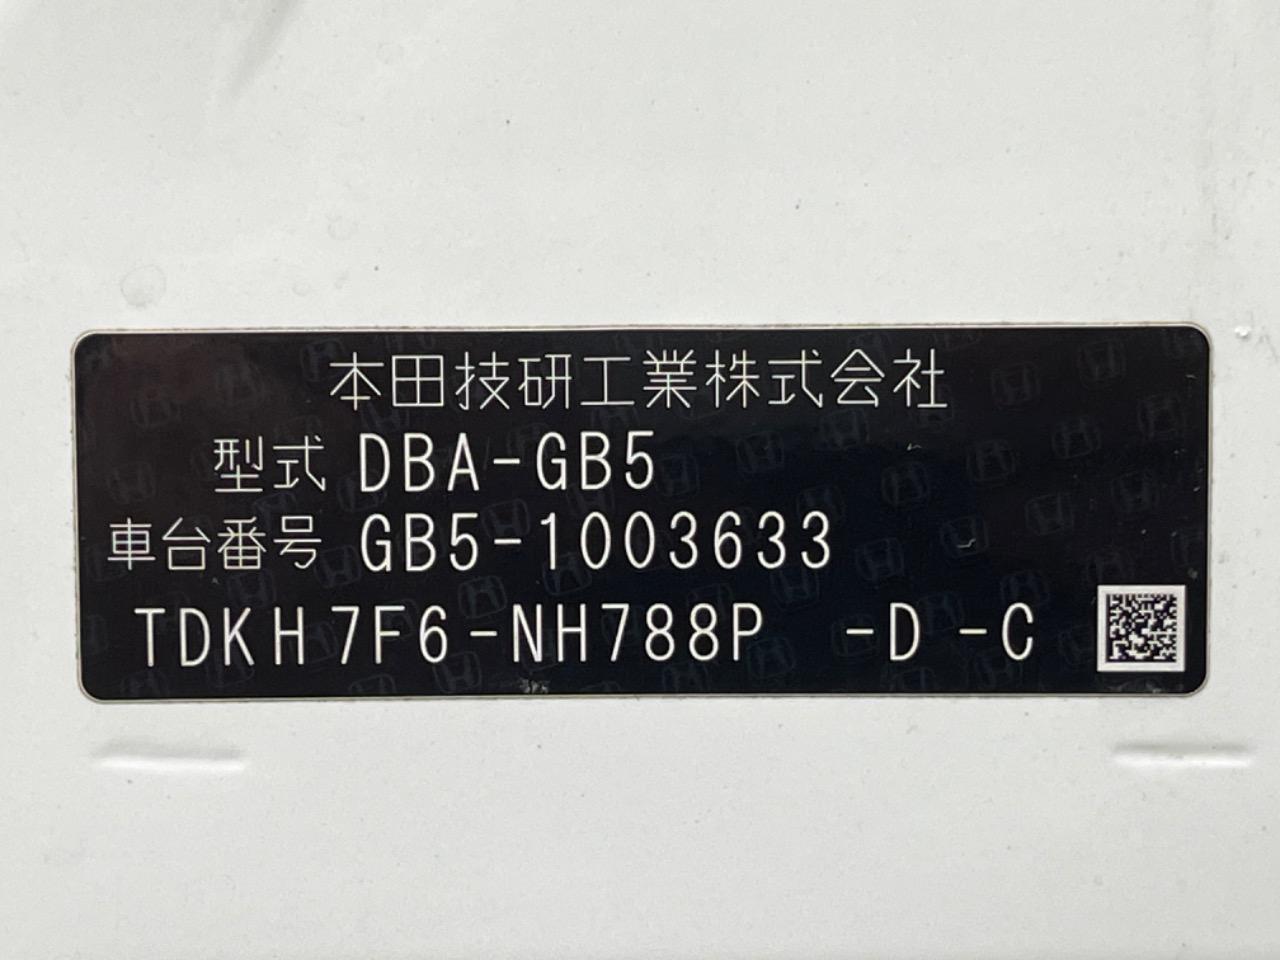 本田技研工業株式会社
型式 DBA-GB5
車台番号 GB5-1003633
TDKH7F6-NH788P -D -C